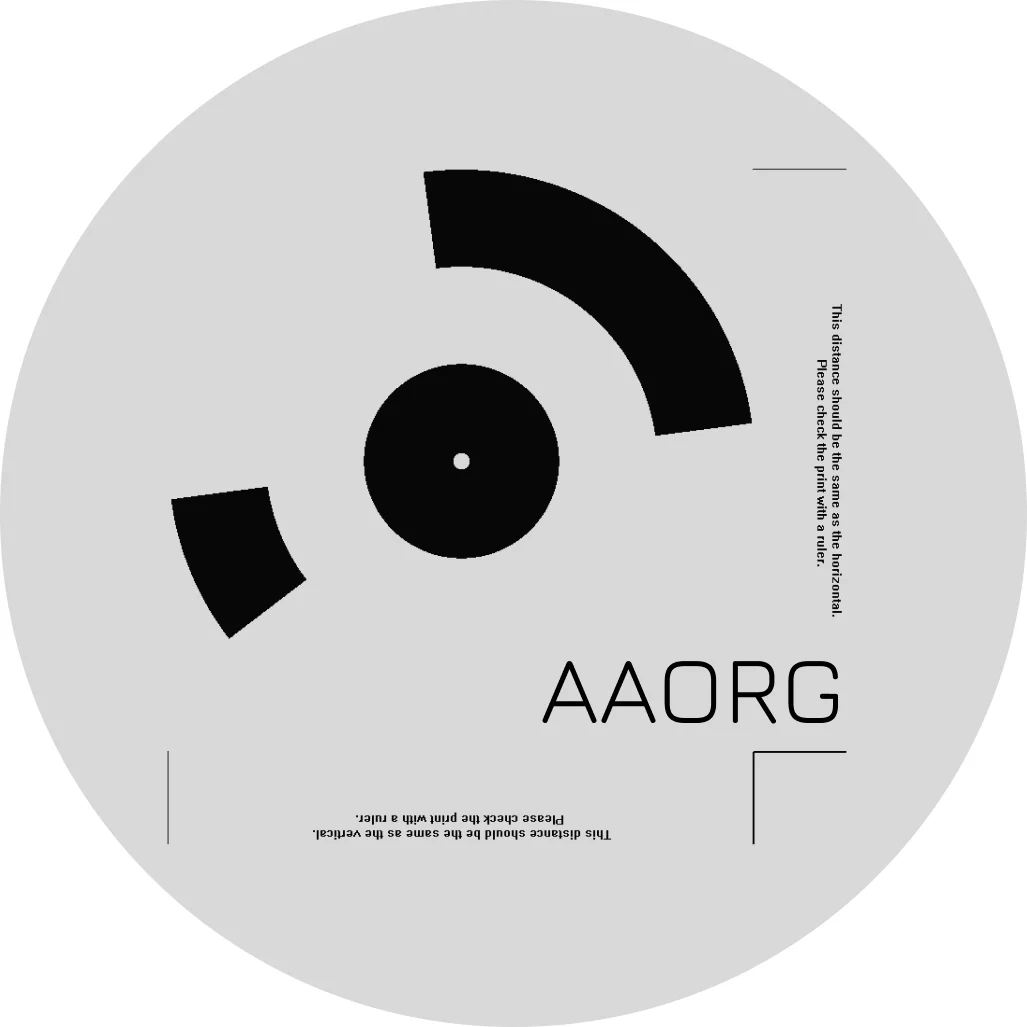 This distance should be the same as the horizontal.
Please check the print with a ruler.
AAORG
This distance should be the same as the vertical.
Please check the print with a ruler.